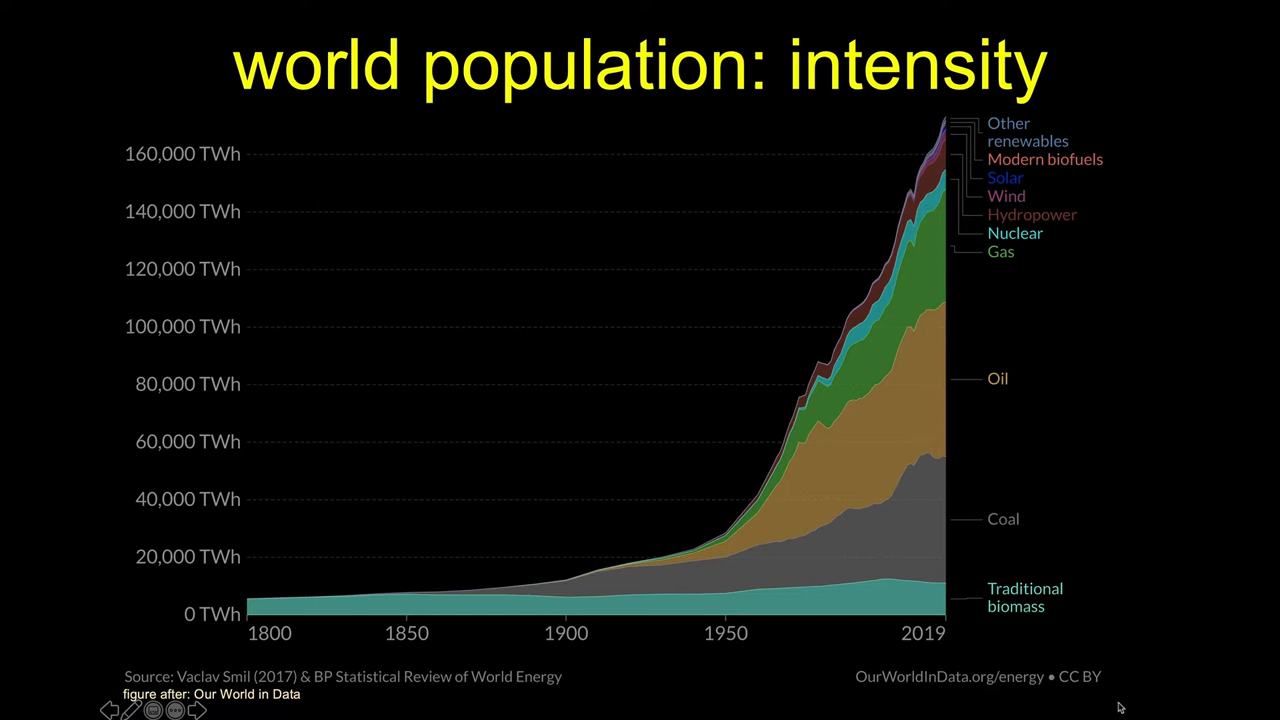 world population: intensity
160,000 TWh
140,000 TWh
120,000 TWh
100,000 TWh
80,000 TWh
60,000 TWh
40,000 TWh
20,000 TWh
0 TWh
1800
1850
1900
1950
2019
Other
renewables
Modern biofuels
Solar
Wind
Hydropower
Nuclear
Gas
Oil
Coal
Traditional
biomass
Source: Vaclav Smil (2017) & BP Statistical Review of World Energy
OurWorldInData.org/energy • CC BY
figure after: Our World in Data